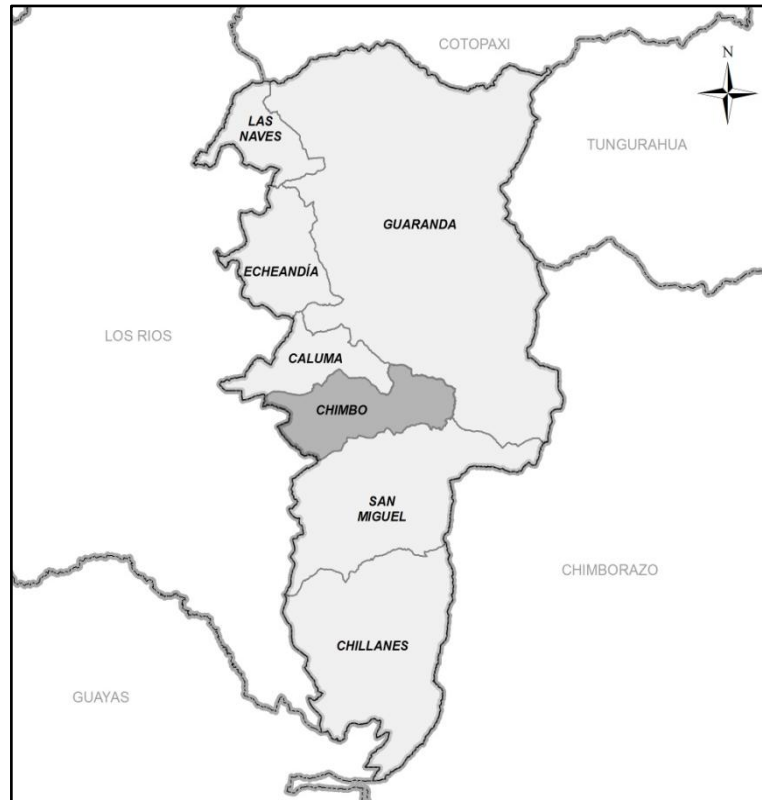 COTOPAXI
N
LAS
NAVES
TUNGURAHUA
GUARANDA
ECHEANDÍA
LOS RIOS
CALUMA
CHIMBO
SAN
MIGUEL
CHIMBORAZO
CHILLANES
GUAYAS